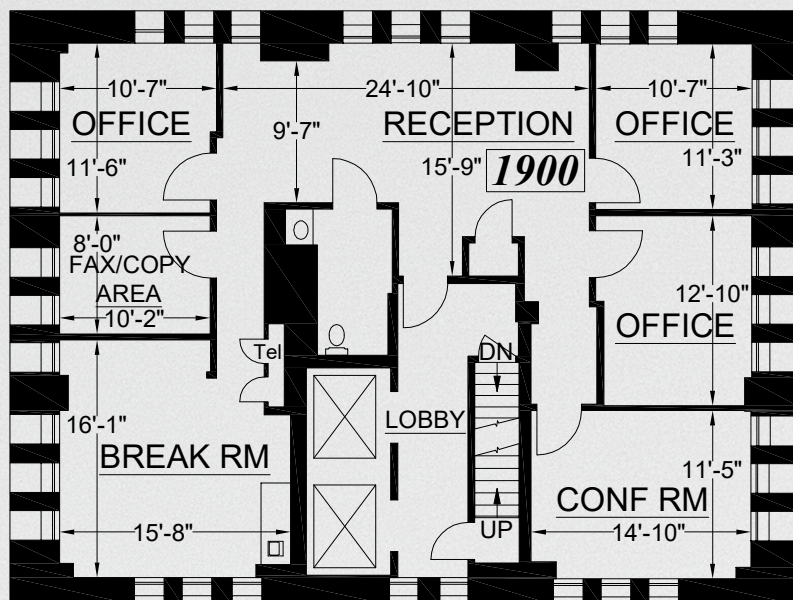 10'-7"
24'-10"
10'-7"
OFFICE
9'-7"
RECEPTION
OFFICE
11'-6"
15'-9"
1900
11'-3"
8'-0"
FAX/COPY
AREA
10'-2"
12'-10"
OFFICE
Tel
DN
16'-1"
LOBBY
BREAK RM
11'-5"
CONF RM
15'-8"
UP
14'-10"